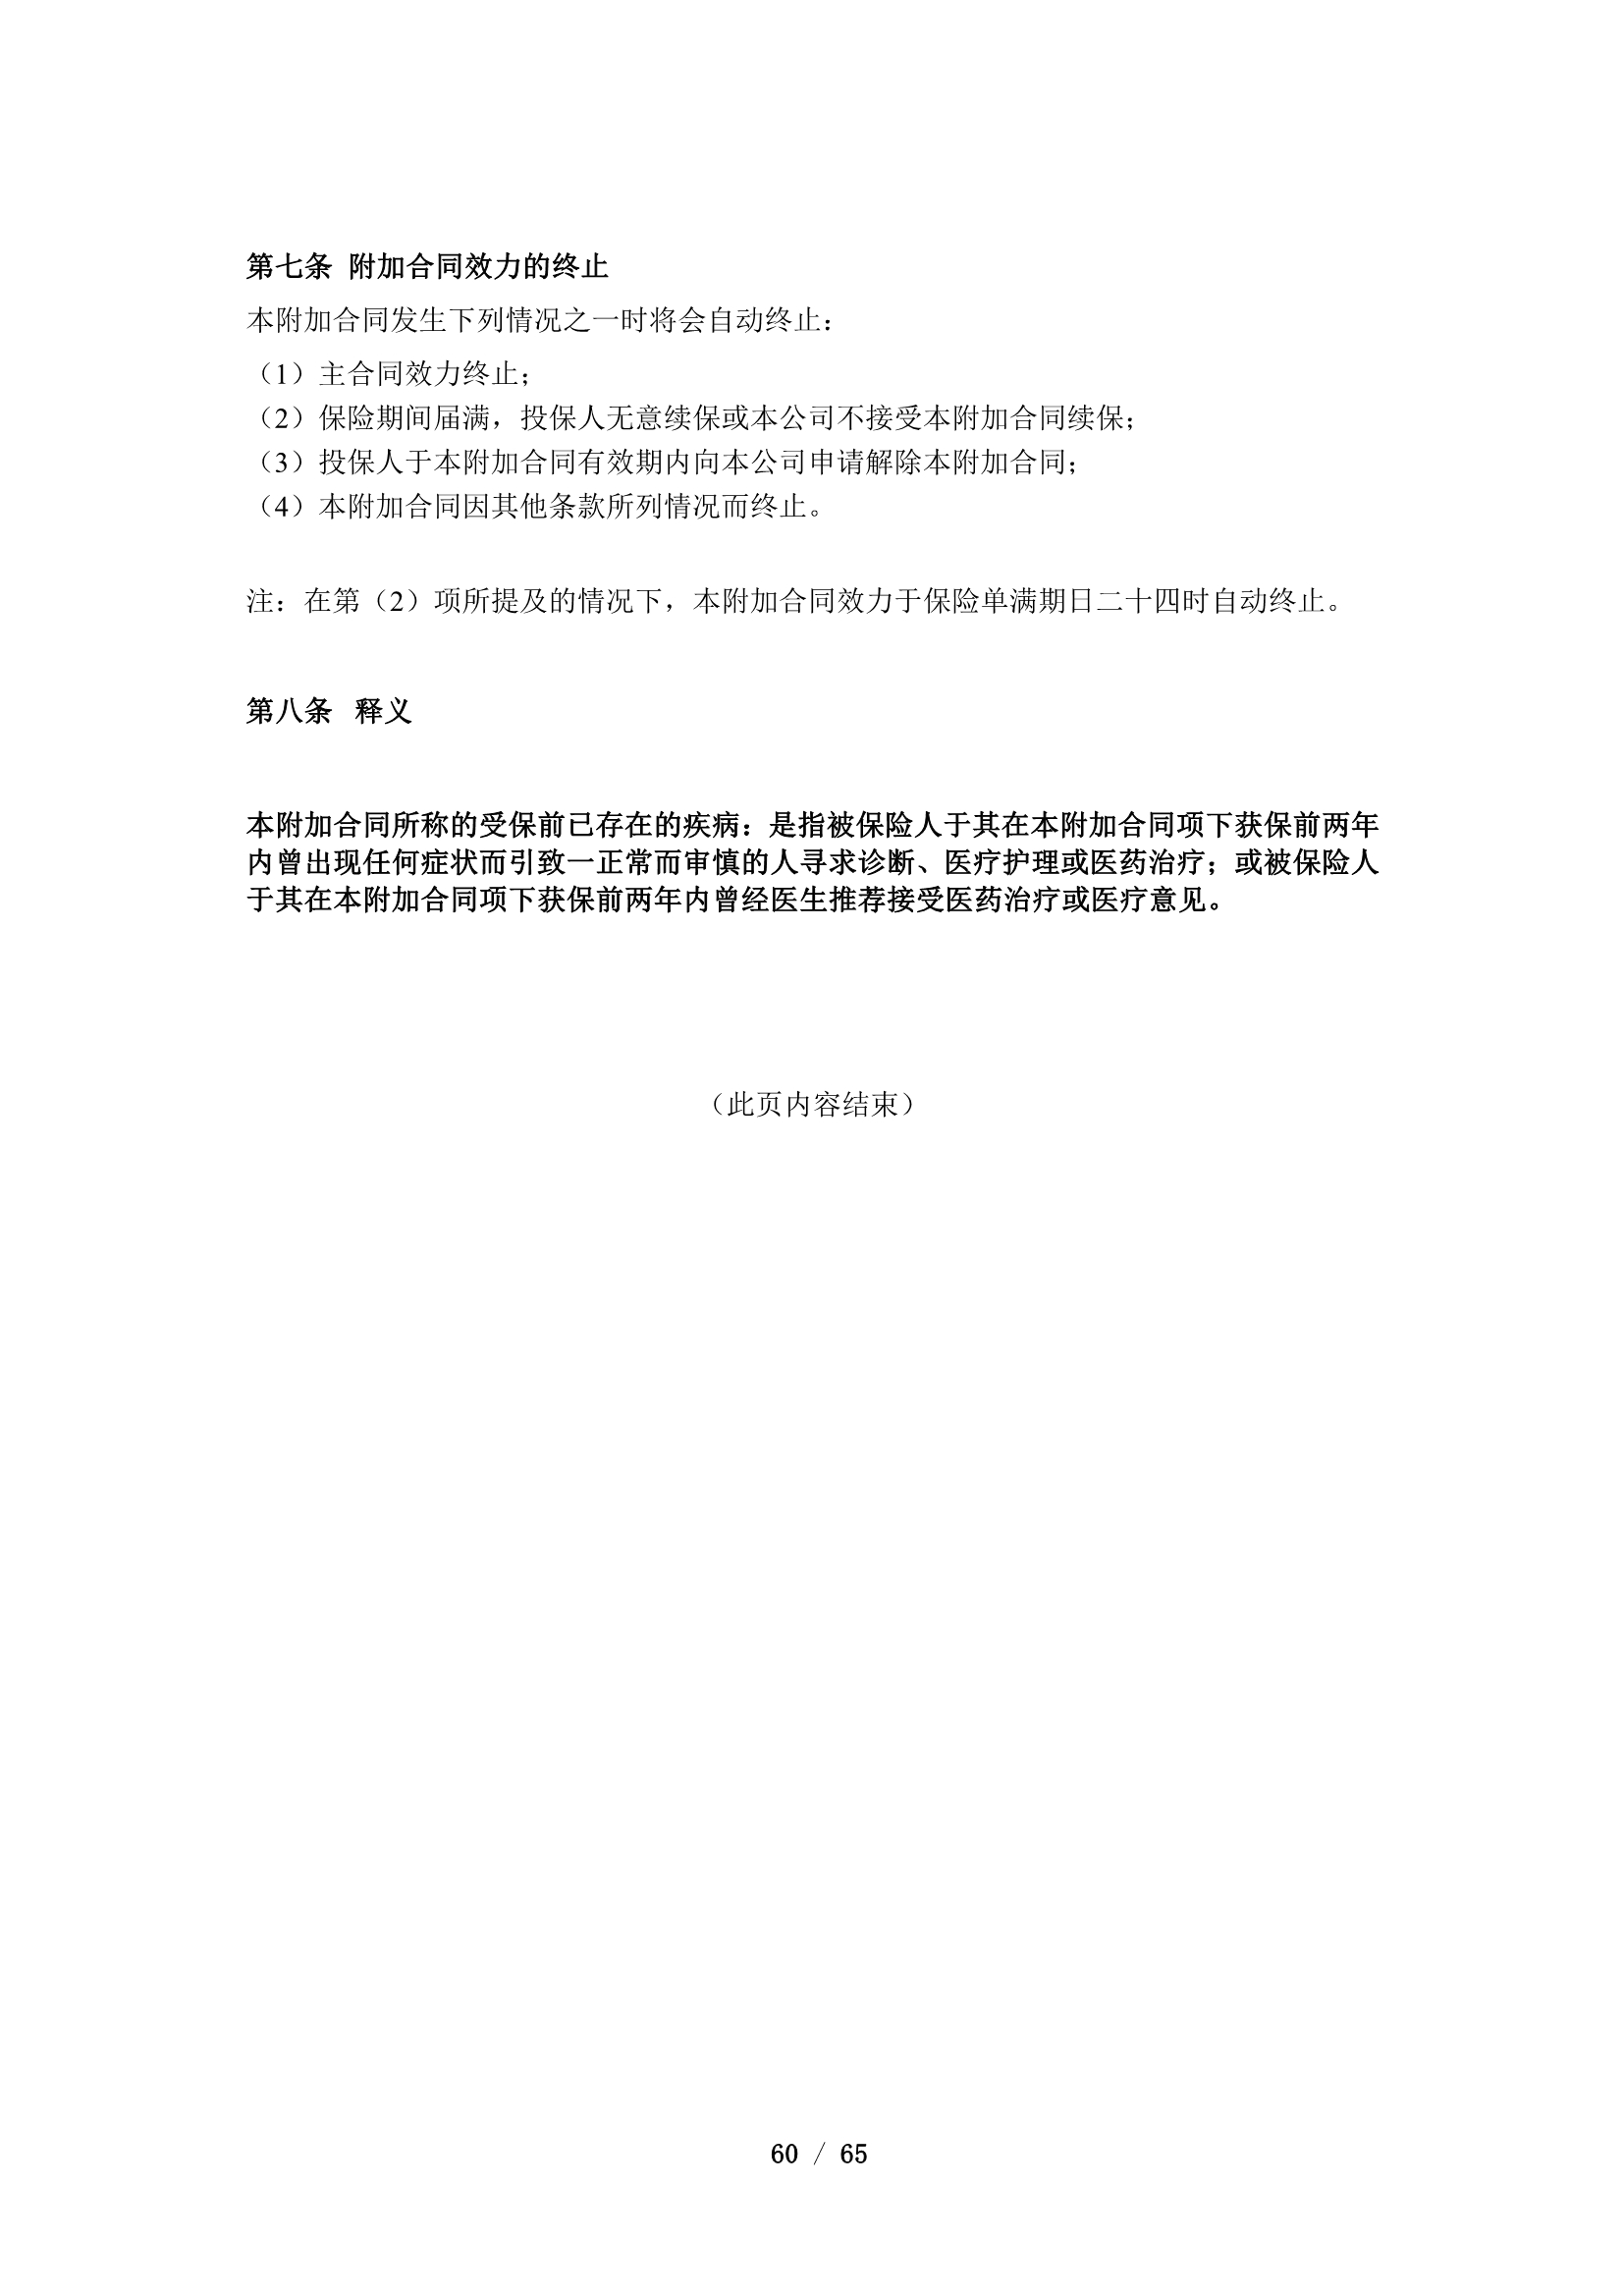 第七条 附加合同效力的终止
本附加合同发生下列情况之一时将会自动终止：
（1）主合同效力终止；
（2）保险期间届满，投保人无意续保或本公司不接受本附加合同续保；
（3）投保人于本附加合同有效期内向本公司申请解除本附加合同；
（4）本附加合同因其他条款所列情况而终止。
注：在第（2）项所提及的情况下，本附加合同效力于保险单满期日二十四时自动终止。
第八条 释义
本附加合同所称的受保前已存在的疾病：是指被保险人于其在本附加合同项下获保前两年
内曾出现任何症状而引致一正常而审慎的人寻求诊断、医疗护理或医药治疗；或被保险人
于其在本附加合同项下获保前两年内曾经医生推荐接受医药治疗或医疗意见。
（此页内容结束）
60 / 65